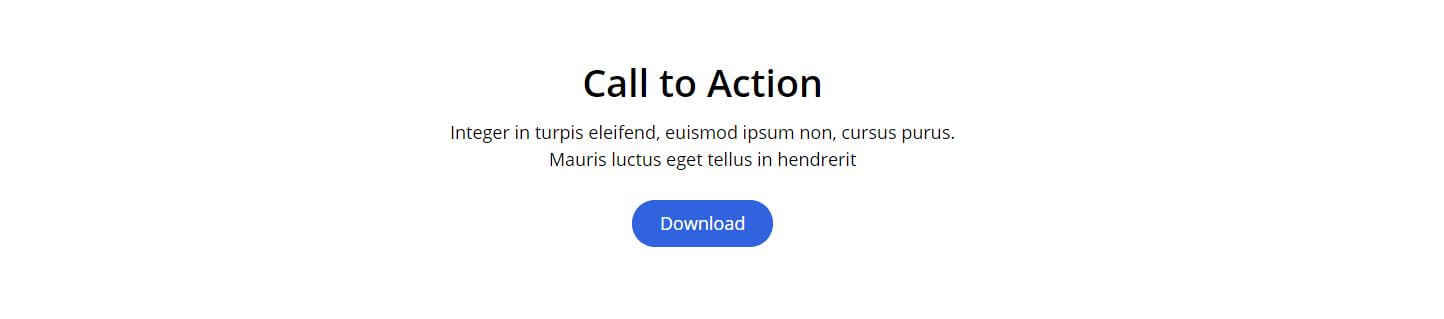 Call to Action
Integer in turpis eleifend, euismod ipsum non, cursus purus.
Mauris luctus eget tellus in hendrerit
Download